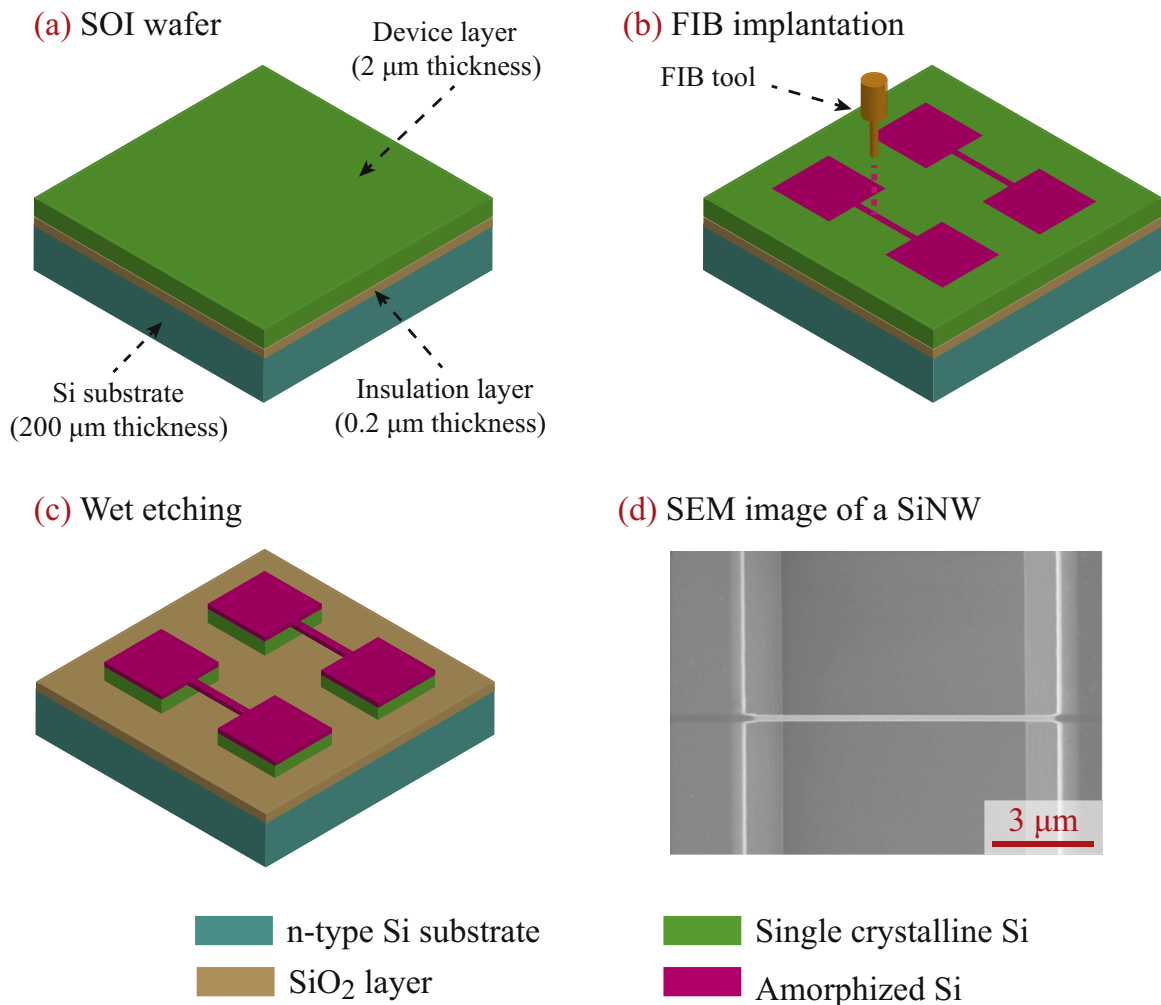 (a) SOI wafer
Device layer
(2 μm thickness)
Si substrate
(200 μm thickness)
Insulation layer
(0.2 μm thickness)
(b) FIB implantation
FIB tool
(c) Wet etching
(d) SEM image of a SiNW
3 μm
n-type Si substrate
SiO₂ layer
Single crystalline Si
Amorphized Si